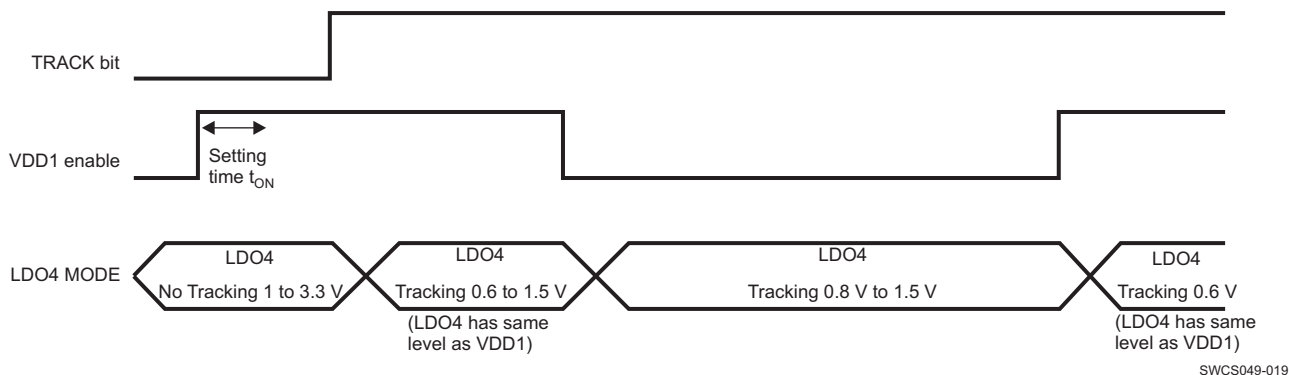 TRACK bit
VDD1 enable
Setting
time tON
LDO4 MODE
LDO4
No Tracking 1 to 3.3 V
LDO4
Tracking 0.6 to 1.5 V
(LDO4 has same
level as VDD1)
LDO4
Tracking 0.8 V to 1.5 V
LDO4
Tracking 0.6 V
(LDO4 has same
level as VDD1)
SWCS049-019